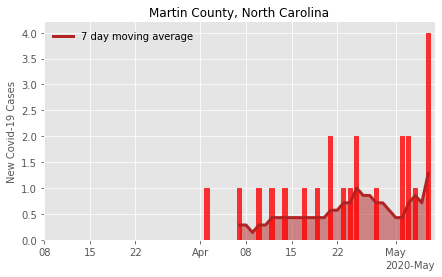 Martin County, North Carolina
7 day moving average
New Covid-19 Cases
4.0
3.5
3.0
2.5
2.0
1.5
1.0
0.5
0.0
08 15 22 Apr 08 15 22 May
2020-May